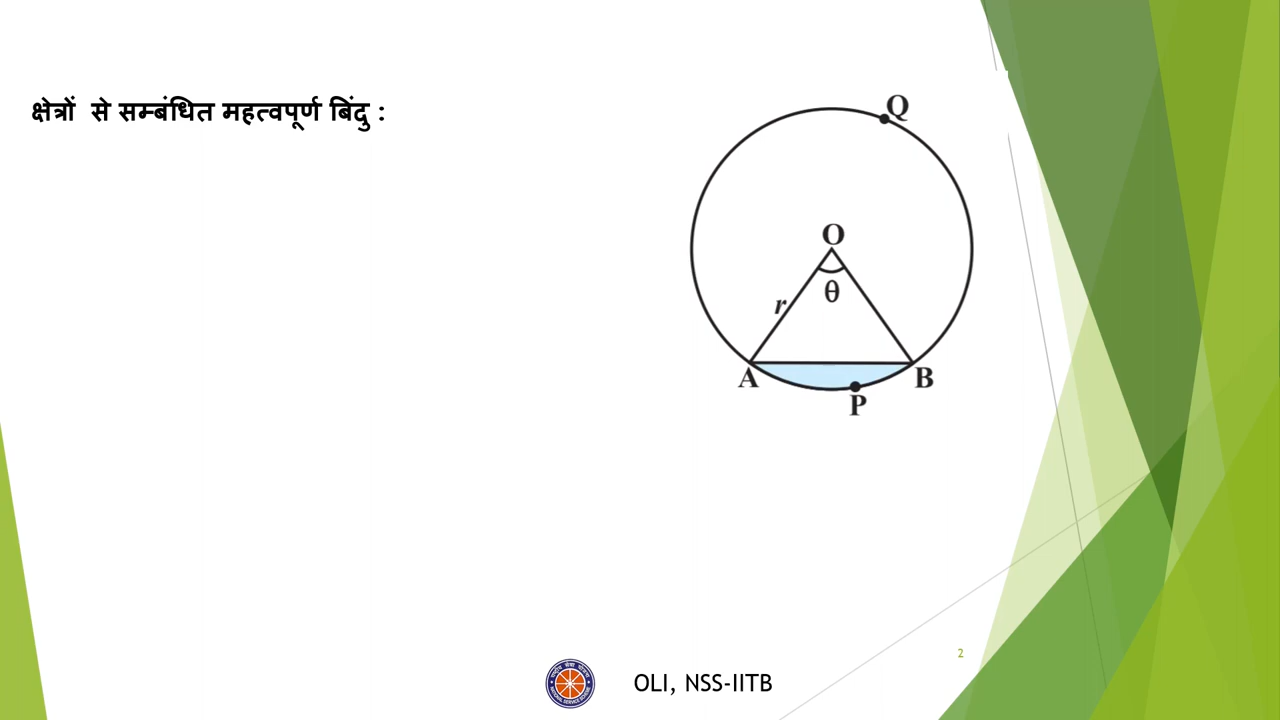 क्षेत्रों से सम्बंधित महत्वपूर्ण बिंदु :
Q
O
θ
r
A
B
P
2
OLI, NSS-IITB